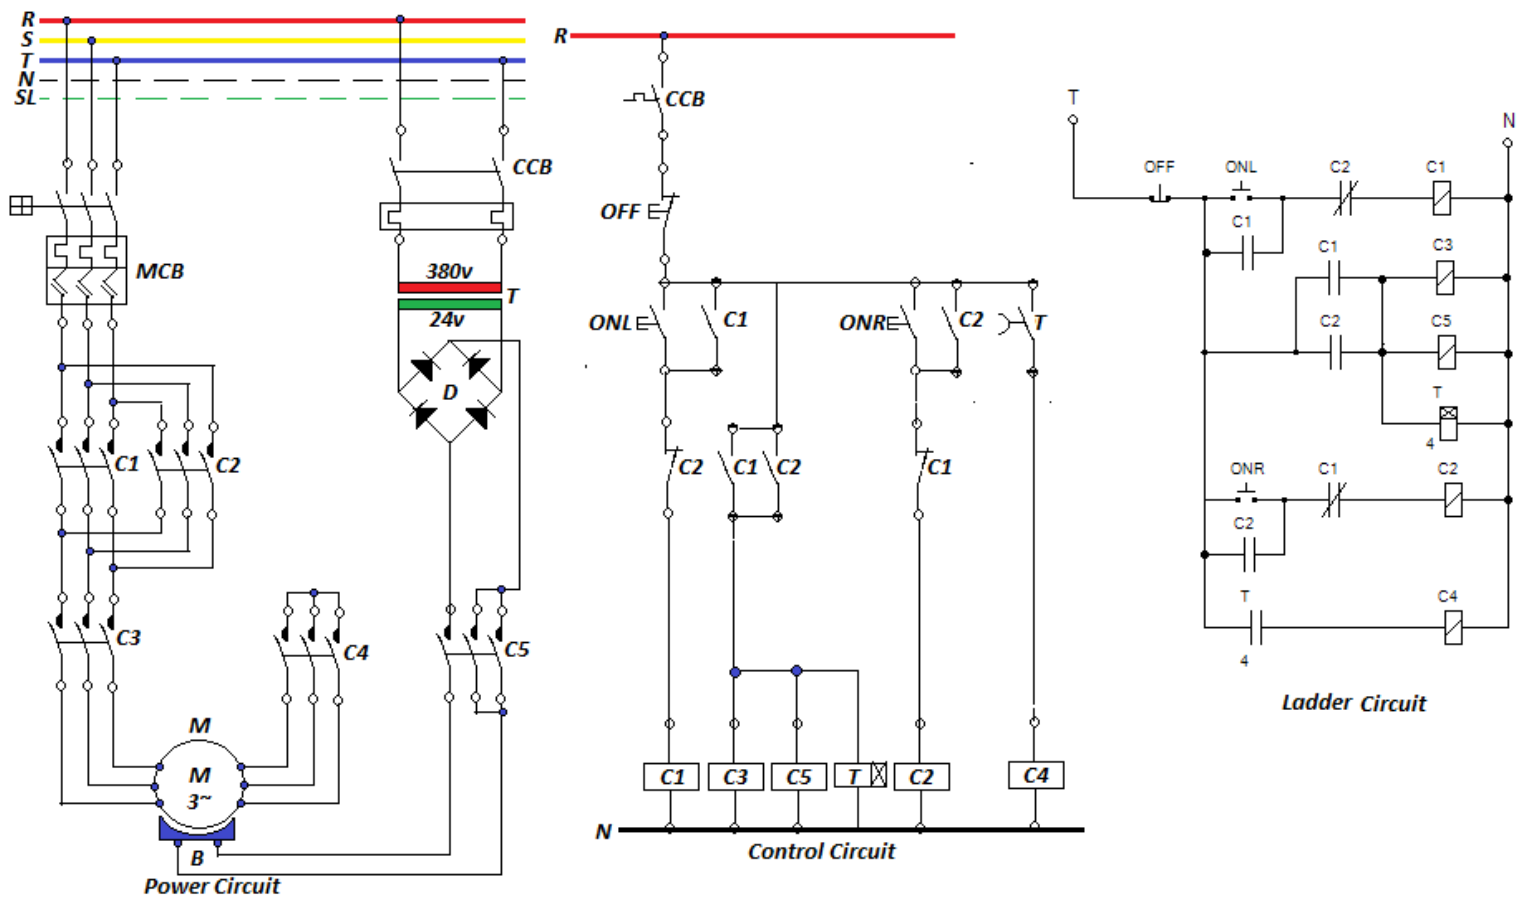 R
S
T
N
SL
CCB
MCB
380v
T
24v
D
C1
C2
C3
C4
C5
M
M
3~
B
Power Circuit
R
CCB
OFF
ONL
C1
ONR
C2
T
C2
C1
C2
C1
C1
C3
C5
T
C2
C4
N
Control Circuit
T
N
OFF
ONL
C2
C1
C1
C1
C3
C2
C5
T
4
ONR
C1
C2
C2
T
C4
4
Ladder Circuit